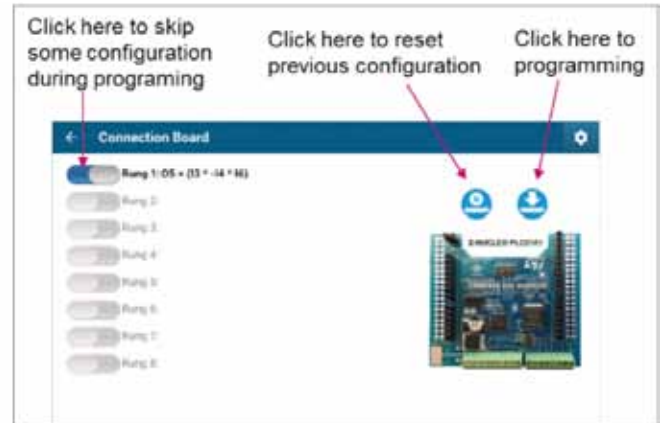 Click here to skip
some configuration
during programing
Click here to reset
previous configuration
Click here to
programming
Connection Board
Rung 1: O5 = (I3 * -I4 * I6)
Rung 2:
Rung 3:
Rung 4:
Rung 5:
Rung 6:
Rung 7:
Rung 8: